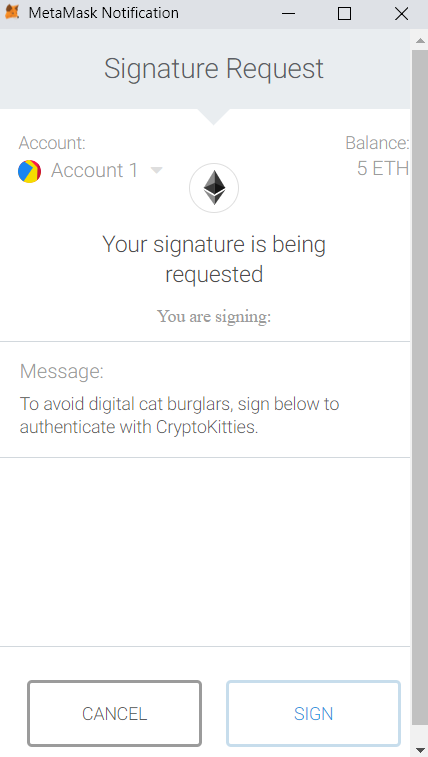 MetaMask Notification
Signature Request
Account:
Balance:
Account 1
5 ETH
Your signature is being
requested
You are signing:
Message:
To avoid digital cat burglars, sign below to
authenticate with CryptoKitties.
CANCEL
SIGN